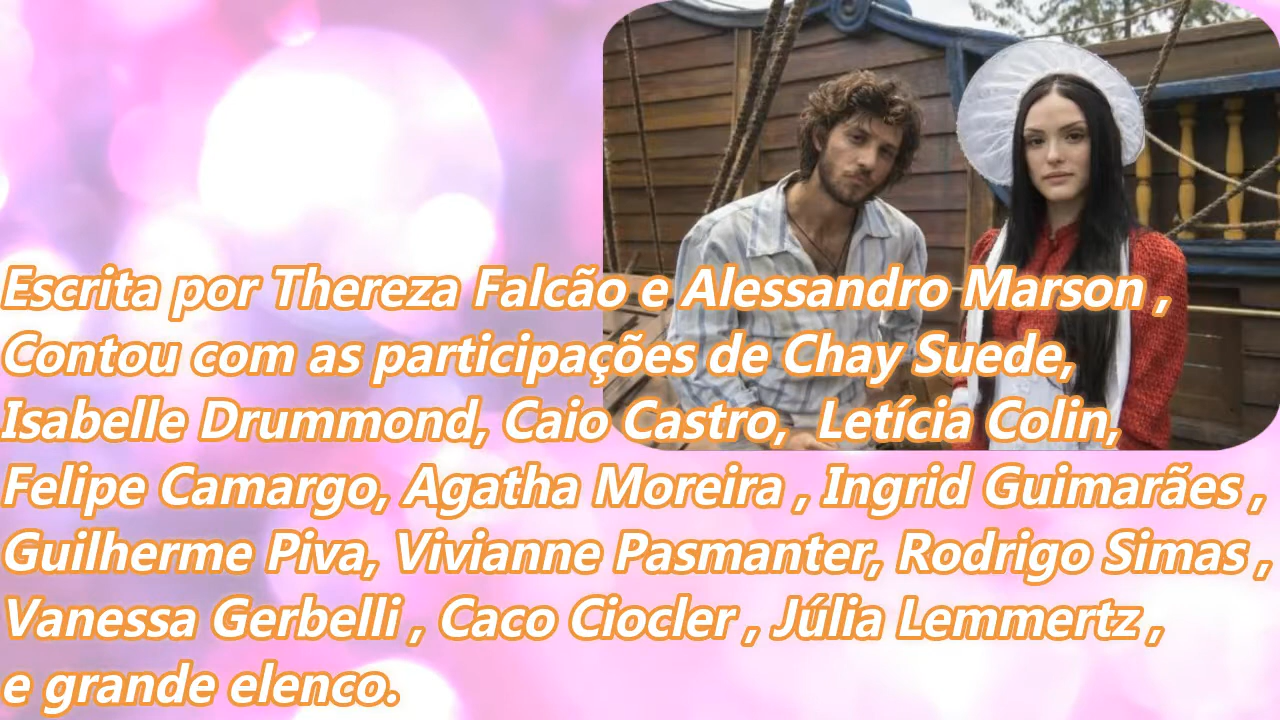 Escrita por Thereza Falcão e Alessandro Marson ,
Contou com as participações de Chay Suede,
Isabelle Drummond, Caio Castro,  Letícia Colin,
Felipe Camargo, Agatha Moreira , Ingrid Guimarães ,
Guilherme Piva, Vivianne Pasmanter, Rodrigo Simas ,
Vanessa Gerbelli , Caco Ciocler , Júlia Lemmertz ,
e grande elenco.